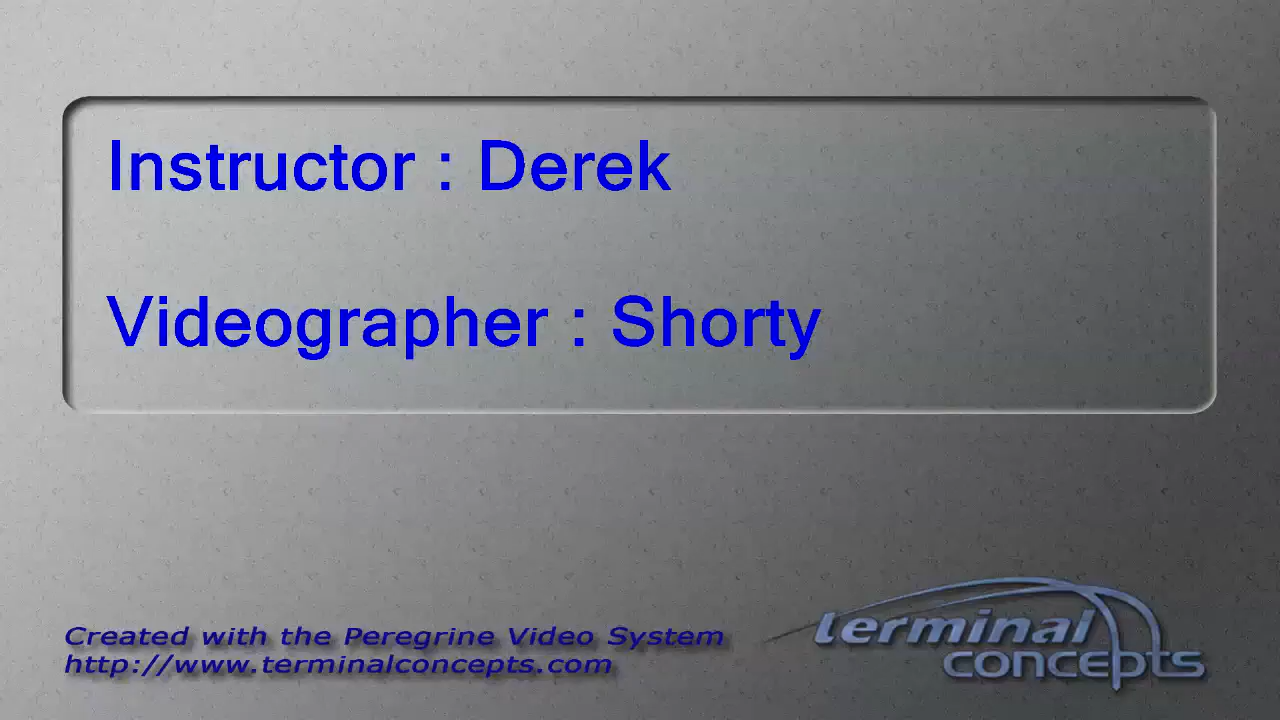 Instructor : Derek
Videographer : Shorty
Created with the Peregrine Video System
http://www.terminalconcepts.com
terminal
concepts